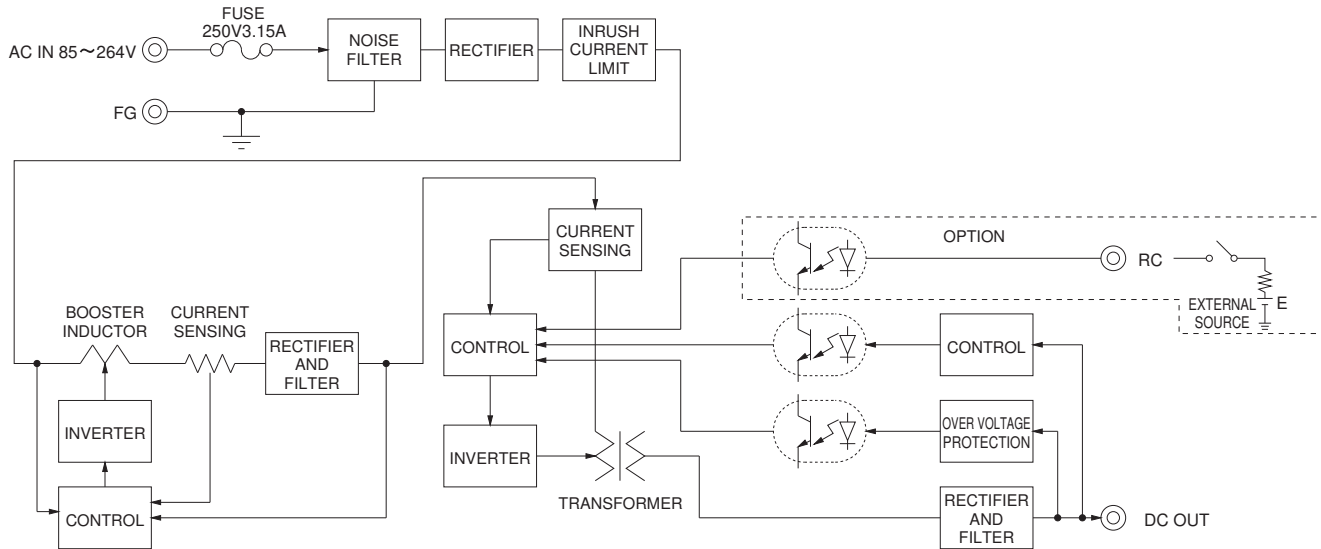 FUSE
250V3.15A
AC IN 85～264V
NOISE
FILTER
RECTIFIER
INRUSH
CURRENT
LIMIT
FG
CURRENT
SENSING
OPTION
RC
EXTERNAL
SOURCE
E
BOOSTER
INDUCTOR
CURRENT
SENSING
RECTIFIER
AND
FILTER
CONTROL
CONTROL
INVERTER
INVERTER
OVER VOLTAGE
PROTECTION
TRANSFORMER
CONTROL
RECTIFIER
AND
FILTER
DC OUT